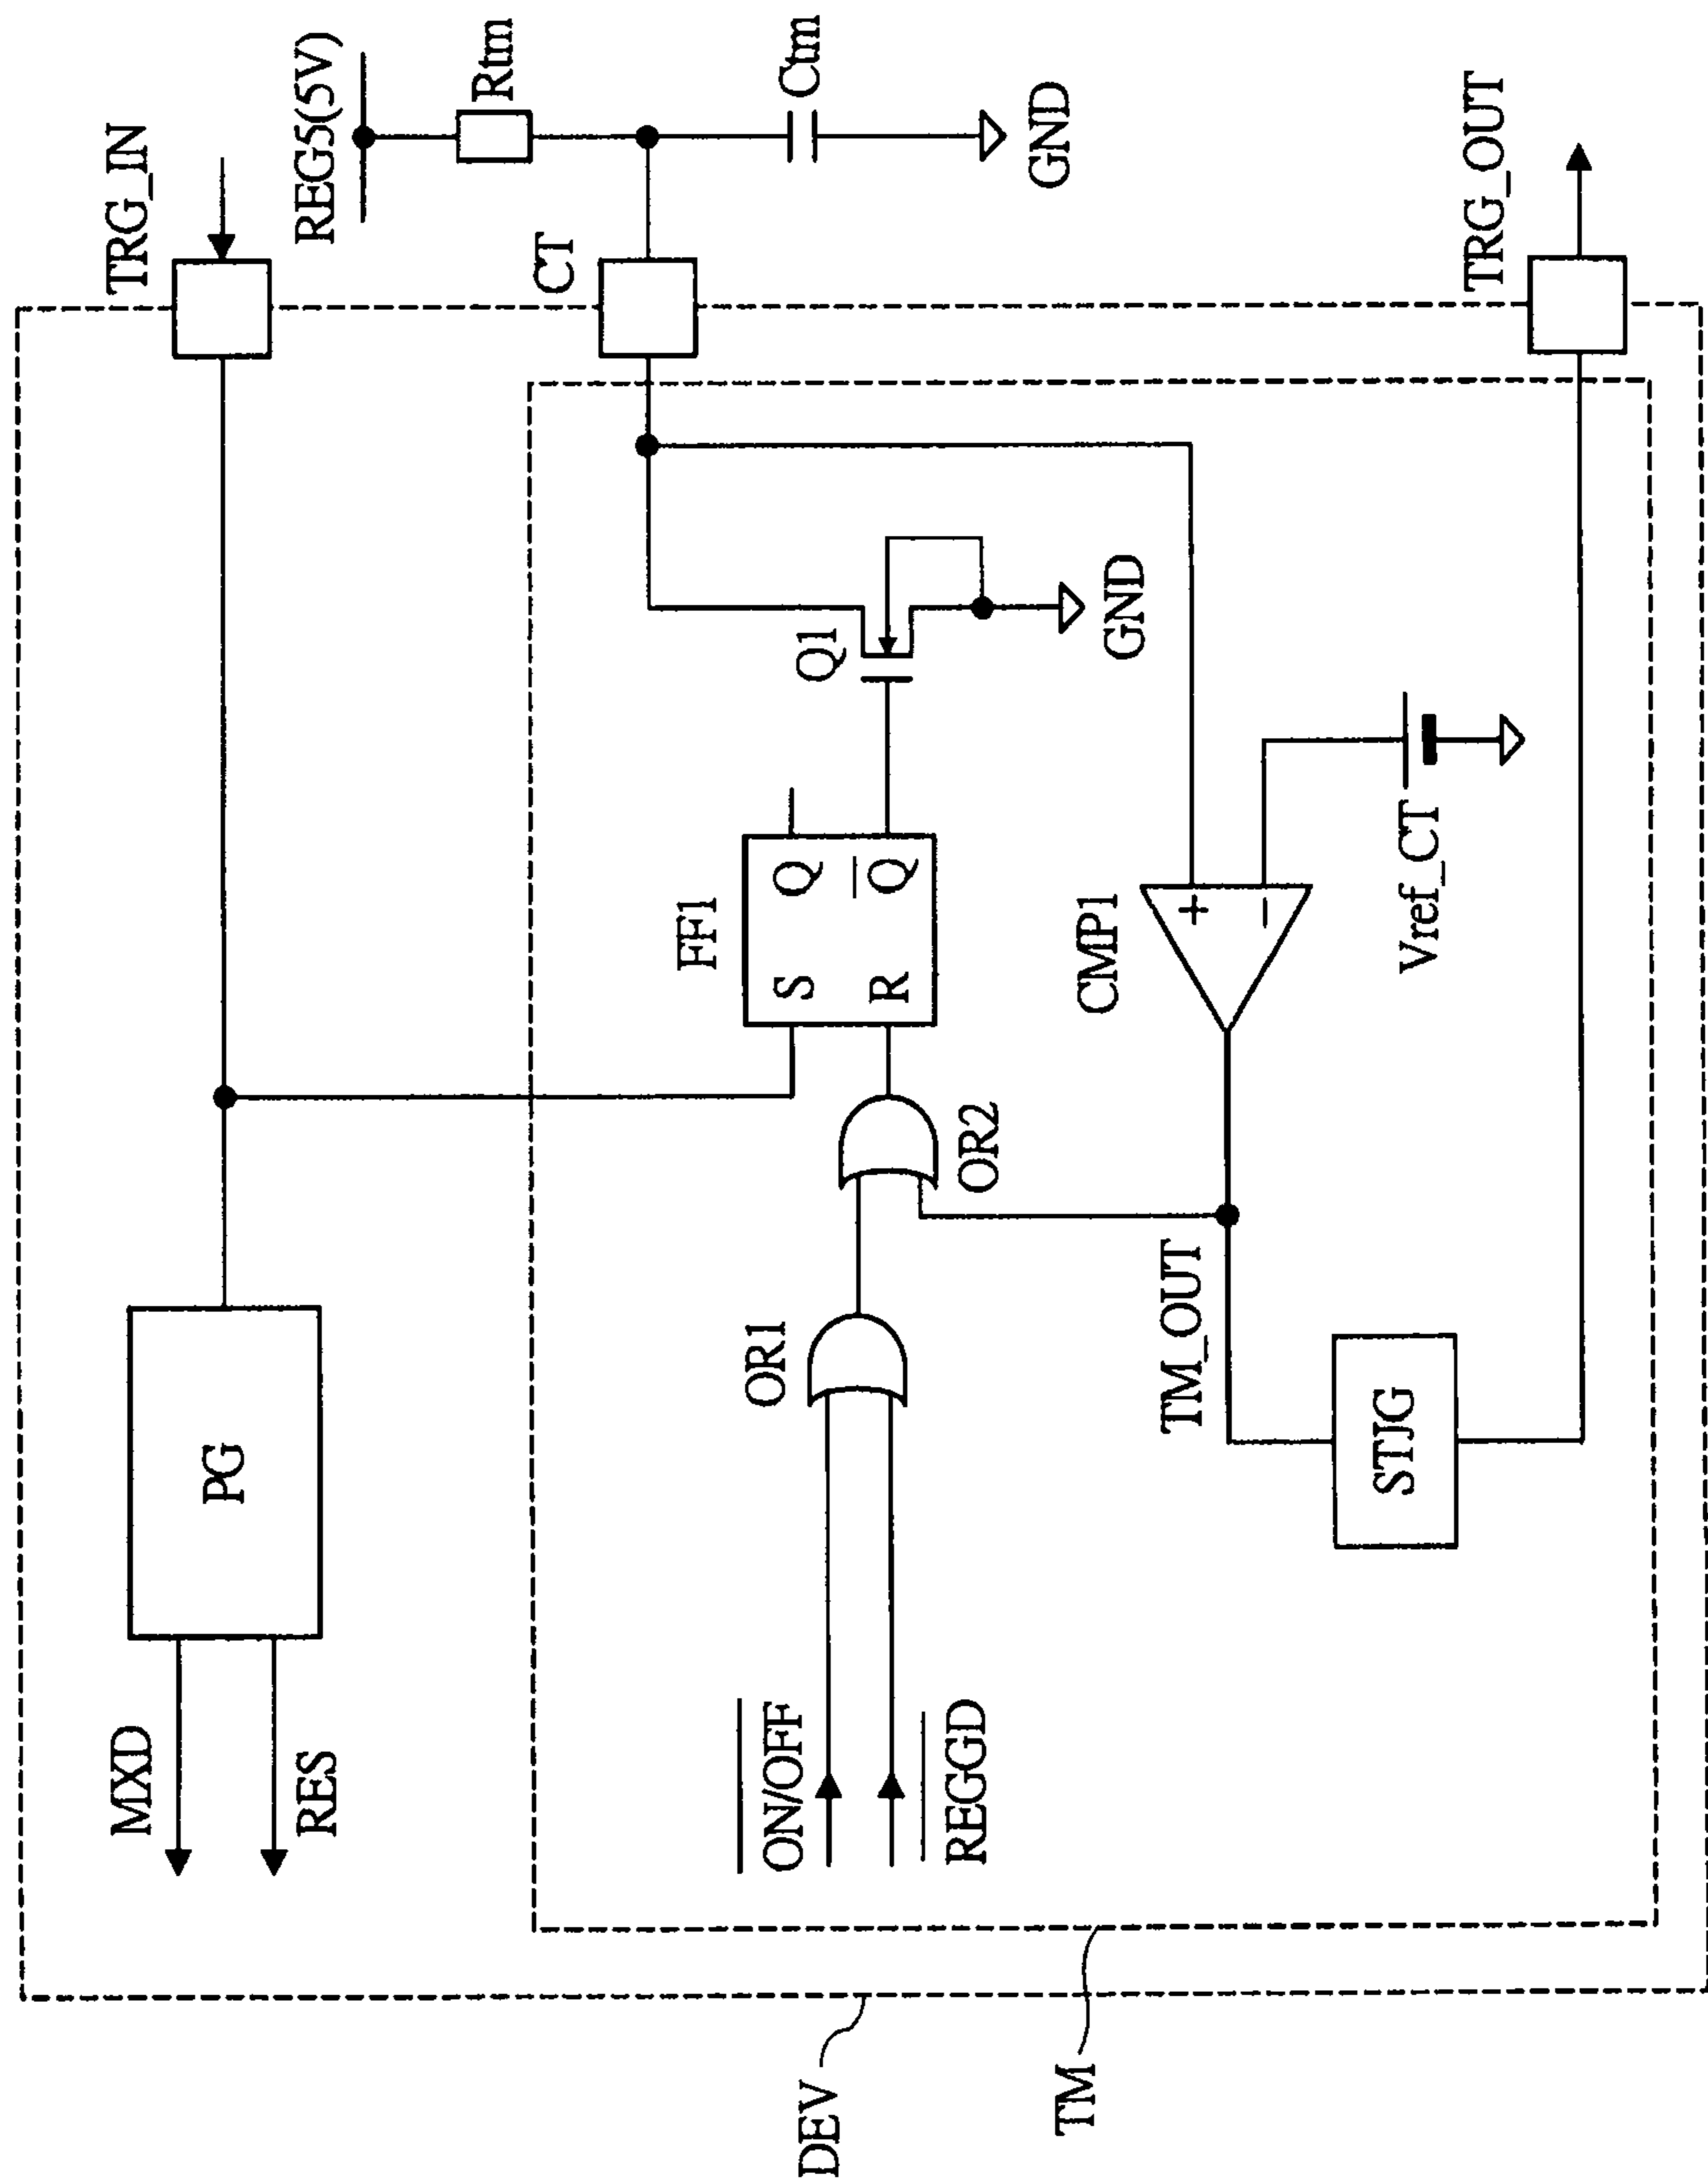 DEV
TM
MXD
RES
PG
TRG_IN
REG5(5V)
Rtm
Ctm
GND
CT
ON/OFF
REGGD
OR1
OR2
FF1
S
Q
R
Q
Q1
GND
CMP1
+
−
Vref_CT
TM_OUT
STJG
TRG_OUT